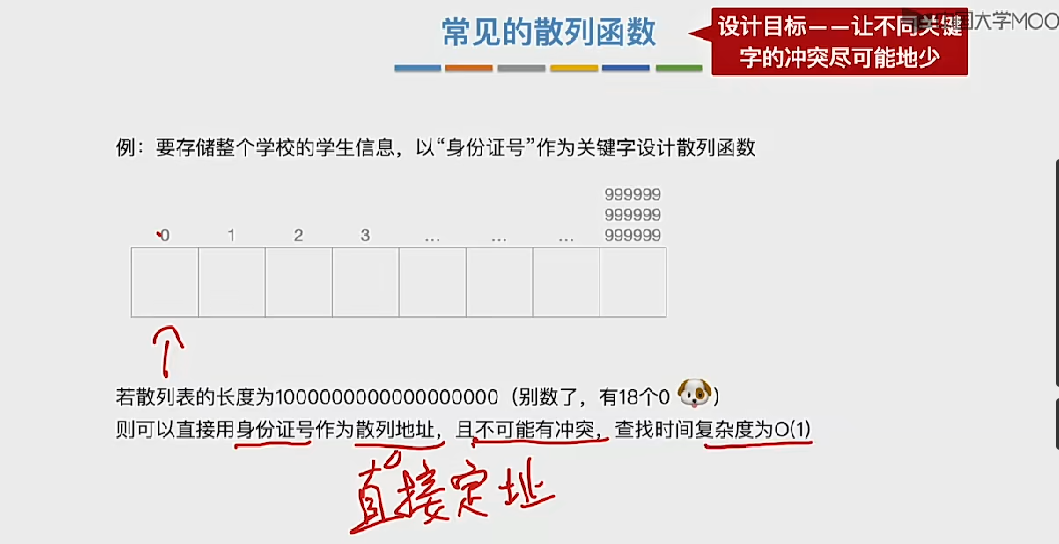 常见的散列函数
设计目标——让不同关键
字的冲突尽可能地少
中国大学MOO
例：要存储整个学校的学生信息，以“身份证号”作为关键字设计散列函数
999999
999999
0 1 2 3 ... ... ... 999999
若散列表的长度为1000000000000000000（别数了，有18个0 ）
则可以直接用身份证号作为散列地址，且不可能有冲突，查找时间复杂度为O(1)
直接定址